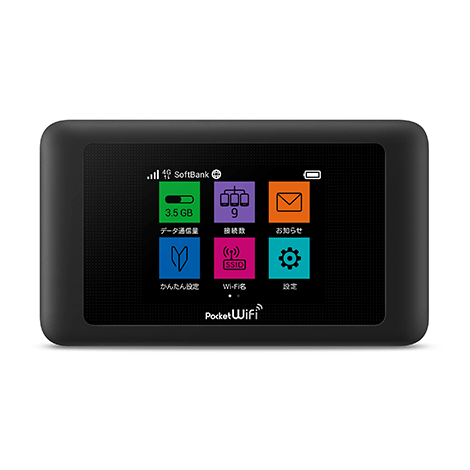 4G SoftBank
3.5 GB
9
データ通信量
接続数
お知らせ
SSID
かんたん設定
Wi-Fi名
設定
Pocket WiFi